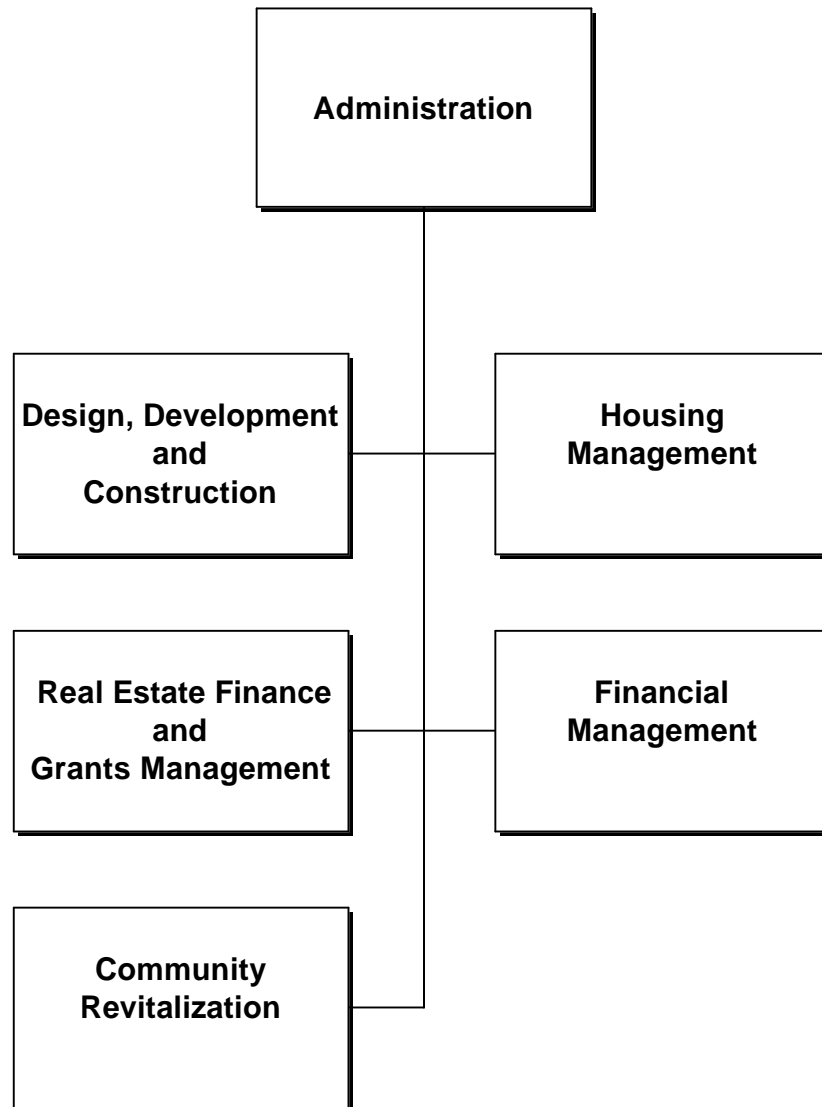 Administration
Design, Development
and
Construction
Housing
Management
Real Estate Finance
and
Grants Management
Financial
Management
Community
Revitalization